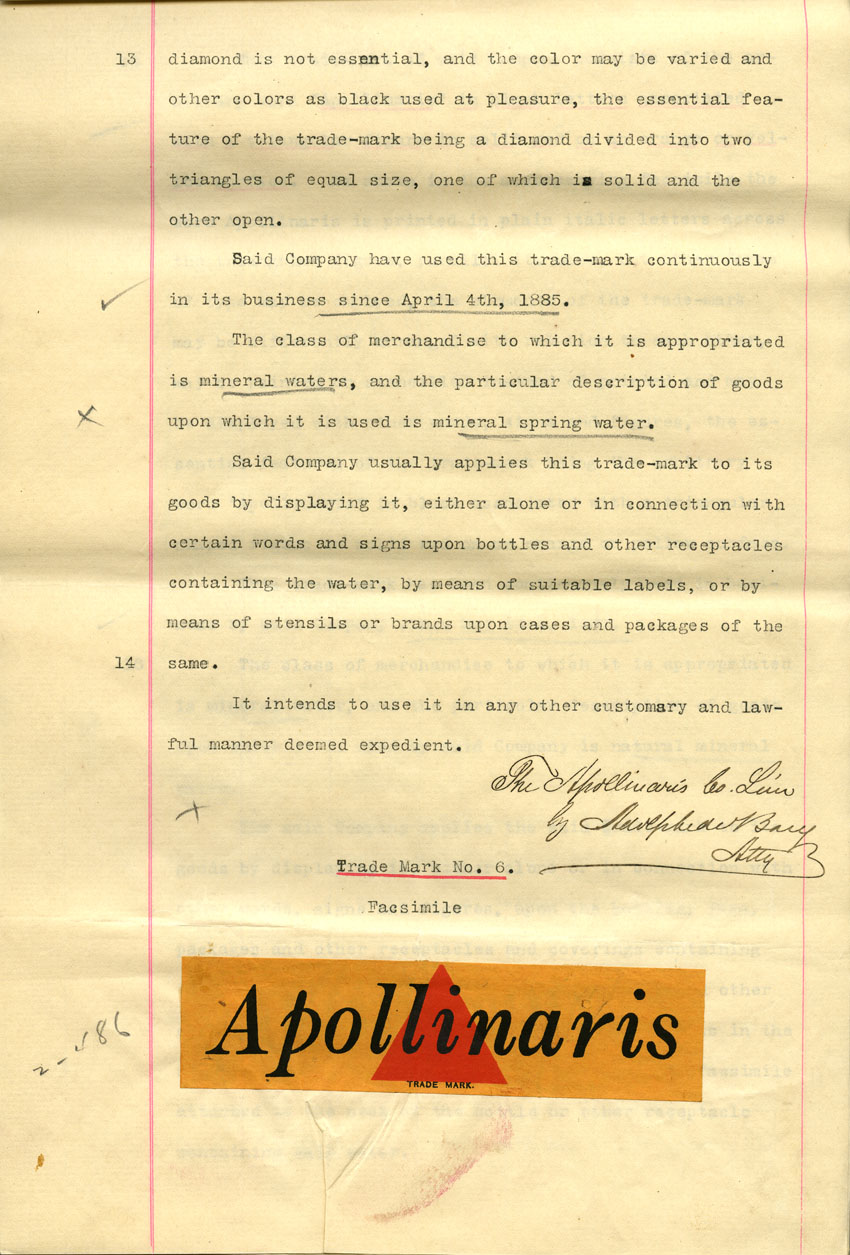 13 diamond is not essential, and the color may be varied and
other colors as black used at pleasure, the essential fea-
ture of the trade-mark being a diamond divided into two
triangles of equal size, one of which is solid and the
other open.
Said Company have used this trade-mark continuously
in its business since April 4th, 1885.
The class of merchandise to which it is appropriated
is mineral waters, and the particular description of goods
upon which it is used is mineral spring water.
Said Company usually applies this trade-mark to its
goods by displaying it, either alone or in connection with
certain words and signs upon bottles and other receptacles
containing the water, by means of suitable labels, or by
means of stensils or brands upon cases and packages of the
14 same.
It intends to use it in any other customary and law-
ful manner deemed expedient.
The Apollinaris Co. Lim
by Adolphe de Bary
Atty
Trade Mark No. 6.
Facsimile
Apollinaris
TRADE MARK.